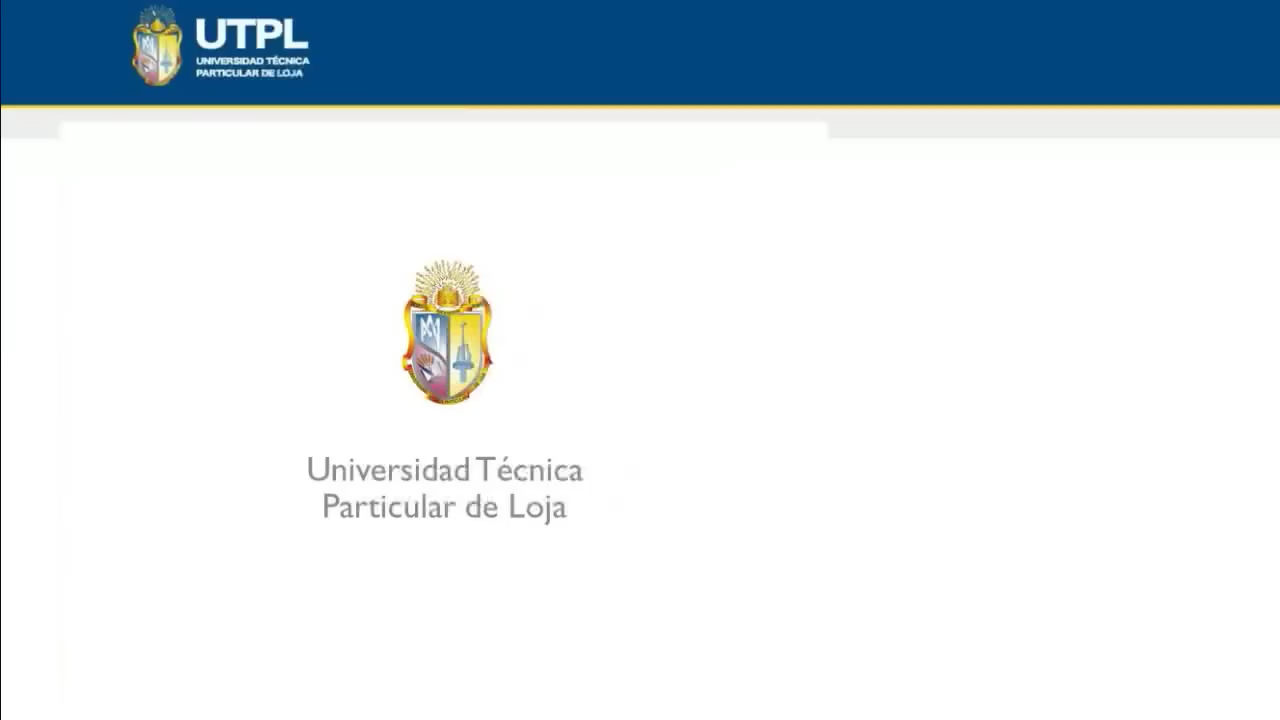 UTPL
UNIVERSIDAD TÉCNICA
PARTICULAR DE LOJA
Universidad Técnica
Particular de Loja